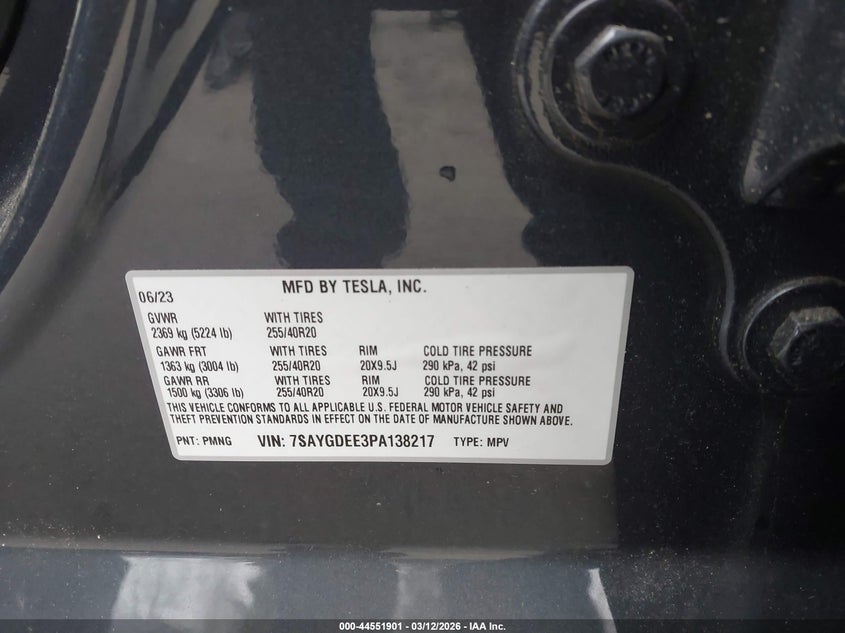 MFD BY TESLA, INC.
06/23
GVWR WITH TIRES
2369 kg (5224 lb) 255/40R20
GAWR FRT WITH TIRES RIM COLD TIRE PRESSURE
1363 kg (3004 lb) 255/40R20 20X9.5J 290 kPa, 42 psi
GAWR RR WITH TIRES RIM COLD TIRE PRESSURE
1500 kg (3306 lb) 255/40R20 20X9.5J 290 kPa, 42 psi
THIS VEHICLE CONFORMS TO ALL APPLICABLE U.S. FEDERAL MOTOR VEHICLE SAFETY AND
THEFT PREVENTION STANDARDS IN EFFECT ON THE DATE OF MANUFACTURE SHOWN ABOVE.
PNT: PMNG VIN: 7SAYGDEE3PA138217 TYPE: MPV
000-44551901 - 03/12/2026 - IAA Inc.